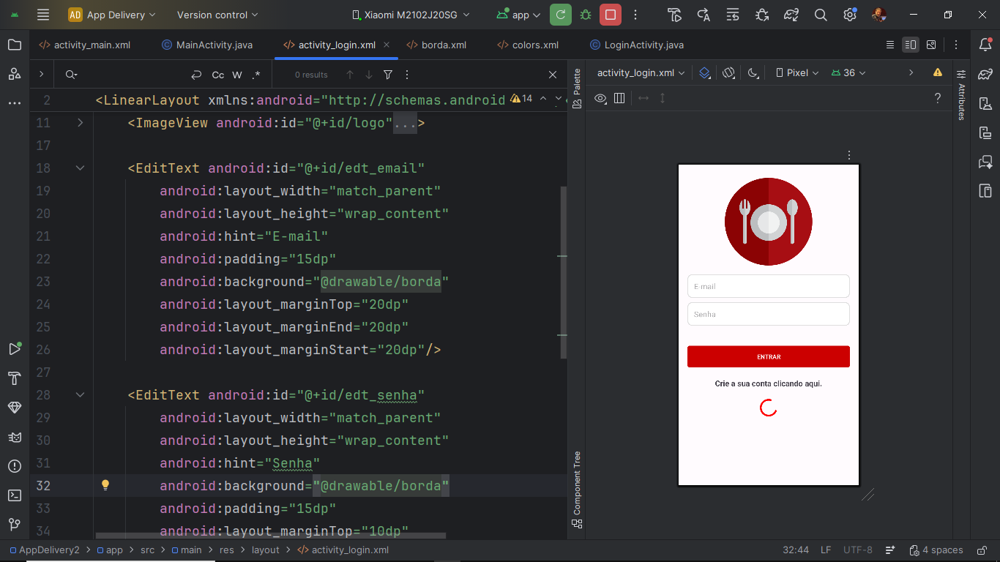 AD App Delivery Version control Xiaomi M2102J20SG app
activity_main.xml MainActivity.java activity_login.xml borda.xml colors.xml LoginActivity.java
Cc W .* 0 results
activity_login.xml Pixel 36
2 <LinearLayout xmlns:android="http://schemas.android 14
11 <ImageView android:id="@+id/logo"...>
17
18 <EditText android:id="@+id/edt_email"
19 android:layout_width="match_parent"
20 android:layout_height="wrap_content"
21 android:hint="E-mail"
22 android:padding="15dp"
23 android:background="@drawable/borda"
24 android:layout_marginTop="20dp"
25 android:layout_marginEnd="20dp"
26 android:layout_marginStart="20dp"/>
27
28 <EditText android:id="@+id/edt_senha"
29 android:layout_width="match_parent"
30 android:layout_height="wrap_content"
31 android:hint="Senha"
32 android:background="@drawable/borda"
33 android:padding="15dp"
34 android:layout_marginTop="10dp"
Palette
Component Tree
?
Attributes
E-mail
Senha
ENTRAR
Crie a sua conta clicando aqui.
AppDelivery2 > app > src > main > res > layout > activity_login.xml
32:44 LF UTF-8 4 spaces